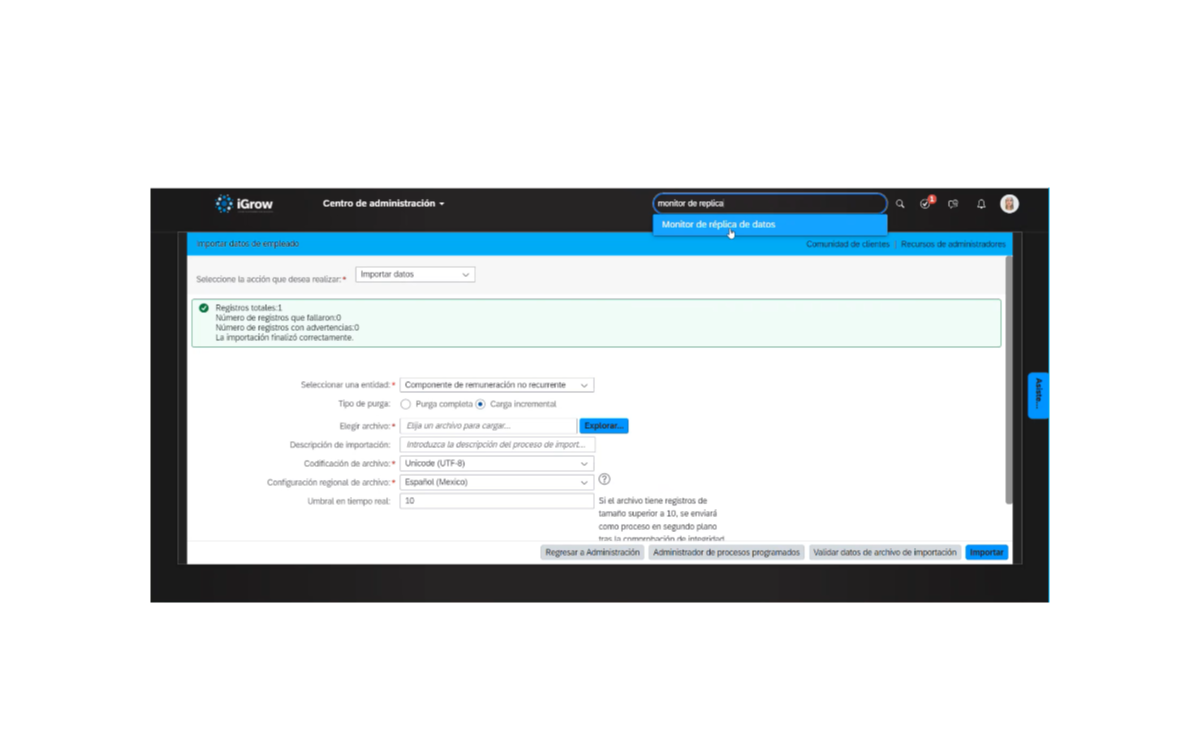 iGrow
Centro de administración
monitor de replica
1
Monitor de réplica de datos
Importar datos de empleado
Comunidad de clientes | Recursos de administradores
Seleccione la acción que desea realizar:* Importar datos
Registros totales:1
Número de registros que fallaron:0
Número de registros con advertencias:0
La importación finalizó correctamente.
Asiste...
Seleccionar una entidad:* Componente de remuneración no recurrente
Tipo de purga: Purga completa Carga incremental
Elegir archivo:* Elija un archivo para cargar... Explorar...
Descripción de importación: Introduzca la descripción del proceso de import...
Codificación de archivo:* Unicode (UTF-8)
Configuración regional de archivo:* Español (Mexico) ?
Umbral en tiempo real: 10
Si el archivo tiene registros de
tamaño superior a 10, se enviará
como proceso en segundo plano
tras la comprobación de integridad
Regresar a Administración Administrador de procesos programados Validar datos de archivo de importación Importar